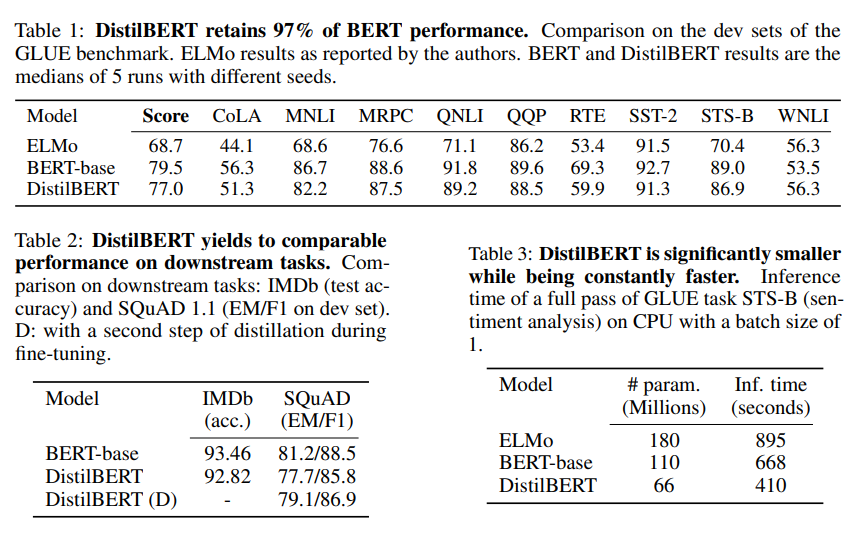 Table 1: DistilBERT retains 97% of BERT performance. Comparison on the dev sets of the
GLUE benchmark. ELMo results as reported by the authors. BERT and DistilBERT results are the
medians of 5 runs with different seeds.
Model Score CoLA MNLI MRPC QNLI QQP RTE SST-2 STS-B WNLI
ELMo 68.7 44.1 68.6 76.6 71.1 86.2 53.4 91.5 70.4 56.3
BERT-base 79.5 56.3 86.7 88.6 91.8 89.6 69.3 92.7 89.0 53.5
DistilBERT 77.0 51.3 82.2 87.5 89.2 88.5 59.9 91.3 86.9 56.3
Table 2: DistilBERT yields to comparable
performance on downstream tasks. Com-
parison on downstream tasks: IMDb (test ac-
curacy) and SQuAD 1.1 (EM/F1 on dev set).
D: with a second step of distillation during
fine-tuning.
Model IMDb SQuAD
(acc.) (EM/F1)
BERT-base 93.46 81.2/88.5
DistilBERT 92.82 77.7/85.8
DistilBERT (D) - 79.1/86.9
Table 3: DistilBERT is significantly smaller
while being constantly faster. Inference
time of a full pass of GLUE task STS-B (sen-
timent analysis) on CPU with a batch size of
1.
Model # param. Inf. time
(Millions) (seconds)
ELMo 180 895
BERT-base 110 668
DistilBERT 66 410